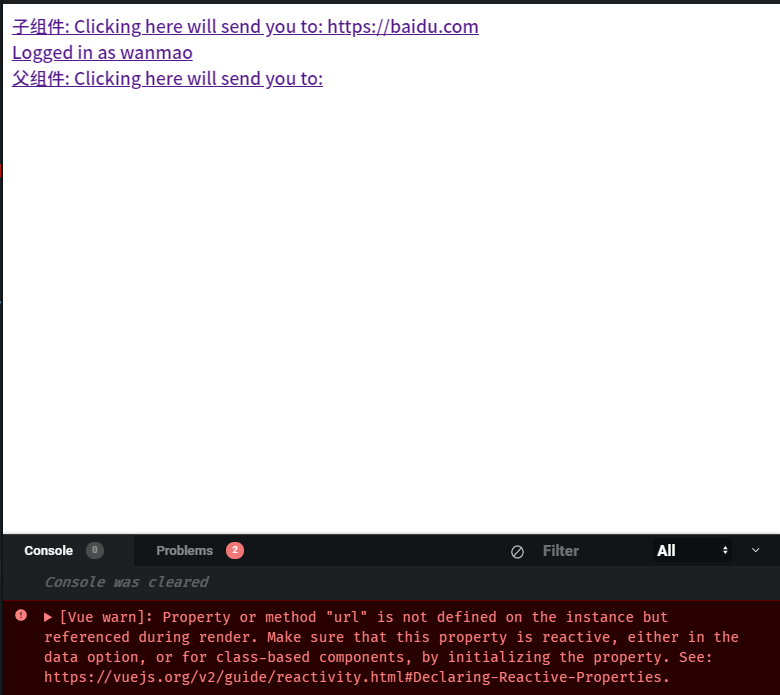 子组件: Clicking here will send you to: https://baidu.com
Logged in as wanmao
父组件: Clicking here will send you to:
Console 0 Problems 2 Filter All
Console was cleared
[Vue warn]: Property or method "url" is not defined on the instance but
referenced during render. Make sure that this property is reactive, either in the
data option, or for class-based components, by initializing the property. See:
https://vuejs.org/v2/guide/reactivity.html#Declaring-Reactive-Properties.